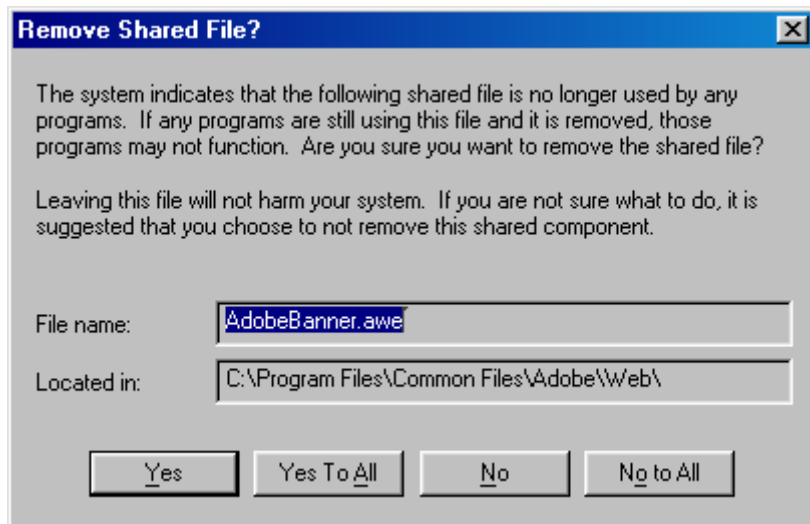 Remove Shared File?
The system indicates that the following shared file is no longer used by any
programs.  If any programs are still using this file and it is removed, those
programs may not function.  Are you sure you want to remove the shared file?
Leaving this file will not harm your system.  If you are not sure what to do, it is
suggested that you choose to not remove this shared component.
File name: AdobeBanner.awe
Located in: C:\Program Files\Common Files\Adobe\Web\
Yes Yes To All No No to All